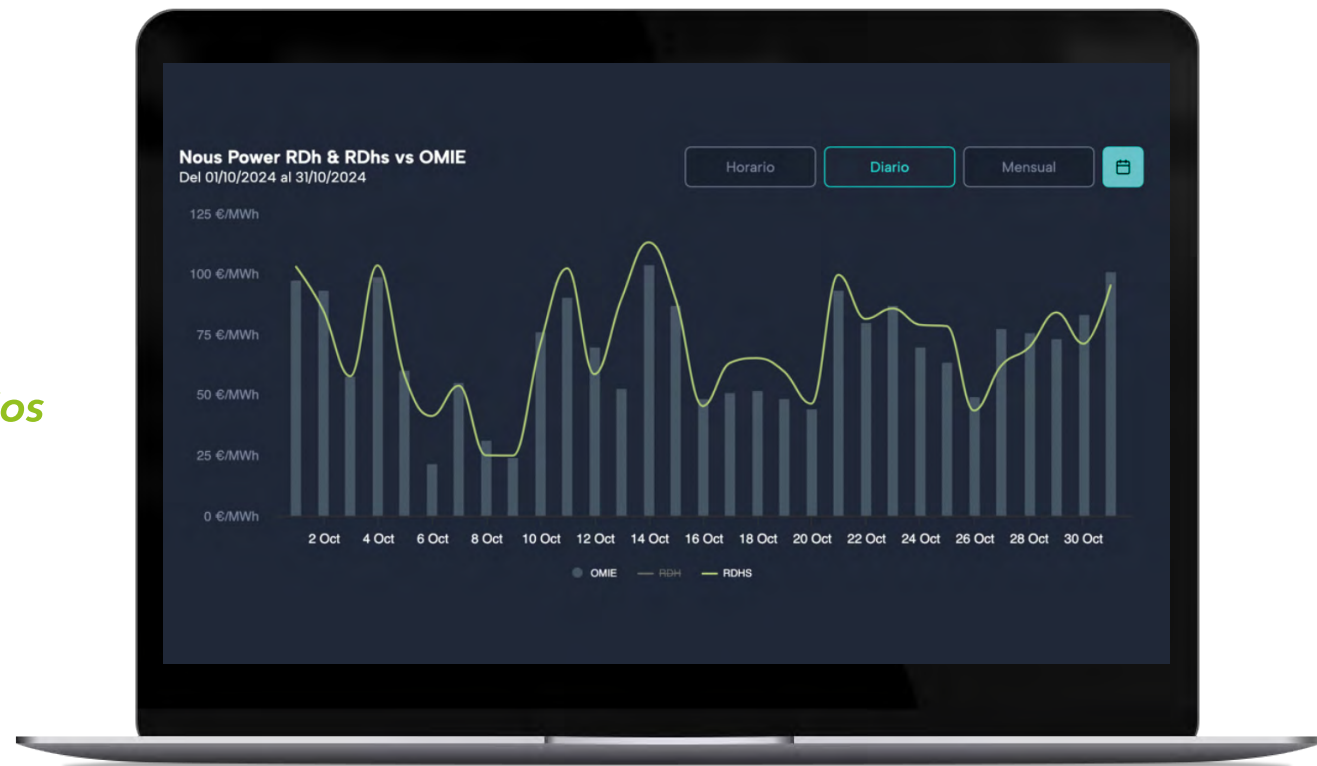 Nous Power RDh & RDhs vs OMIE
Del 01/10/2024 al 31/10/2024
Horario
Diario
Mensual
125 €/MWh
100 €/MWh
75 €/MWh
50 €/MWh
os
25 €/MWh
0 €/MWh
2 Oct 4 Oct 6 Oct 8 Oct 10 Oct 12 Oct 14 Oct 16 Oct 18 Oct 20 Oct 22 Oct 24 Oct 26 Oct 28 Oct 30 Oct
OMIE RDH RDHS